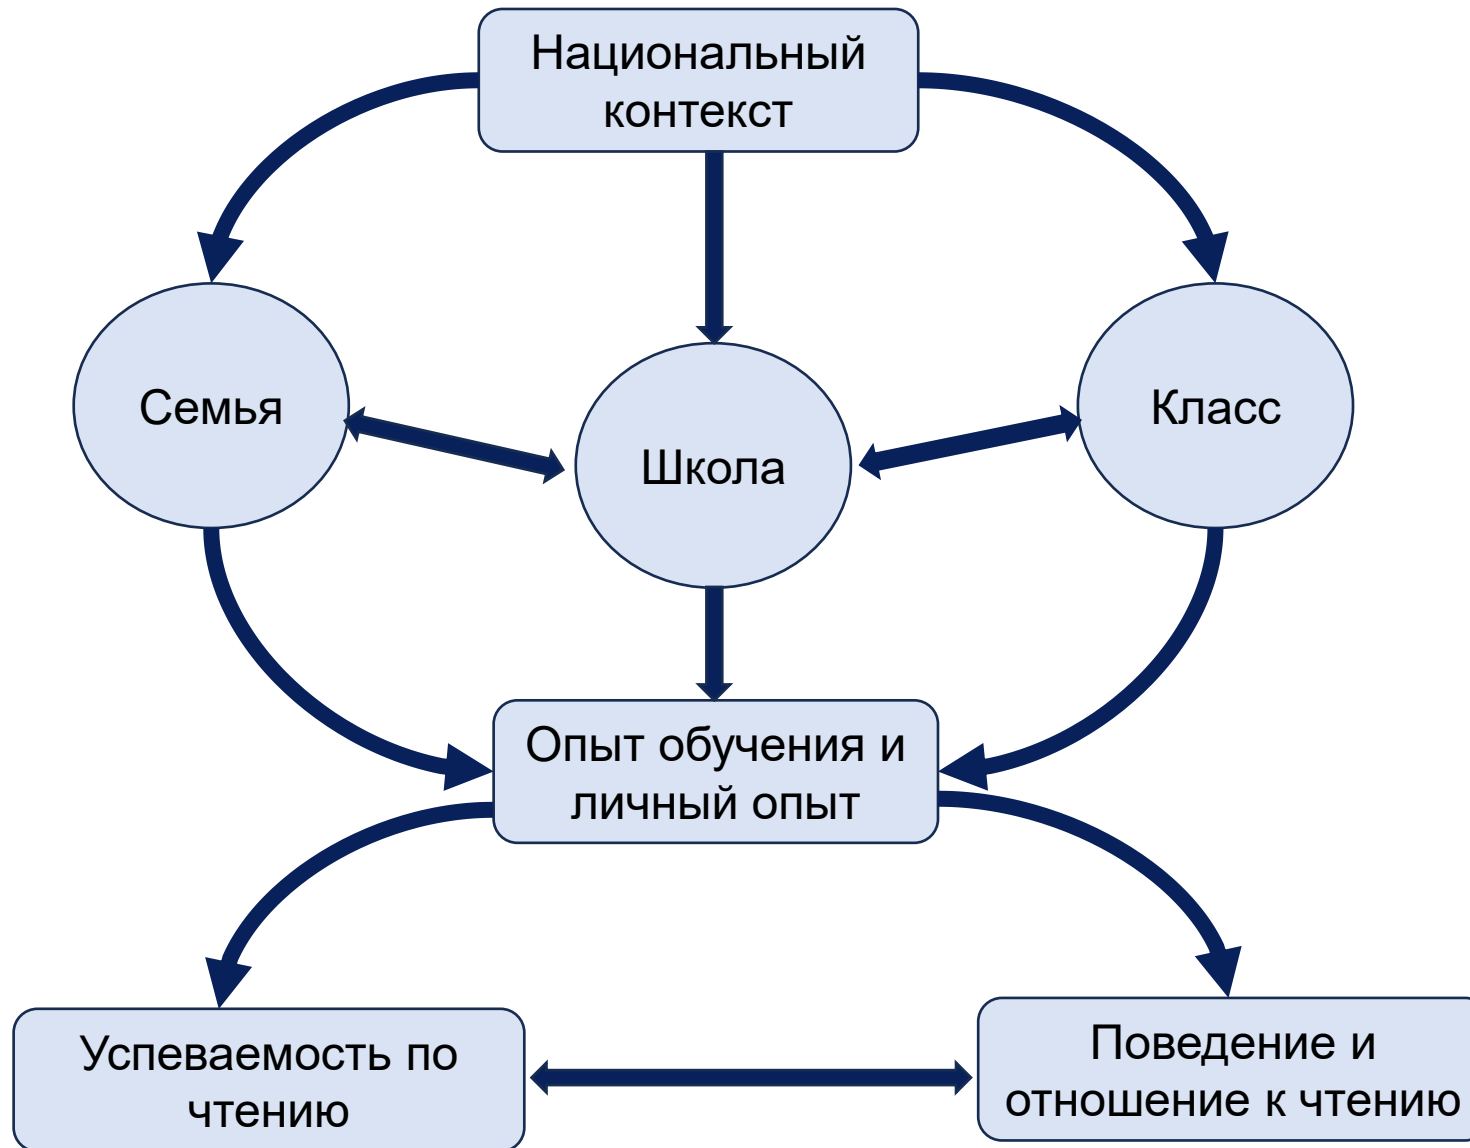 Национальный
контекст
Семья
Школа
Класс
Опыт обучения и
личный опыт
Успеваемость по
чтению
Поведение и
отношение к чтению